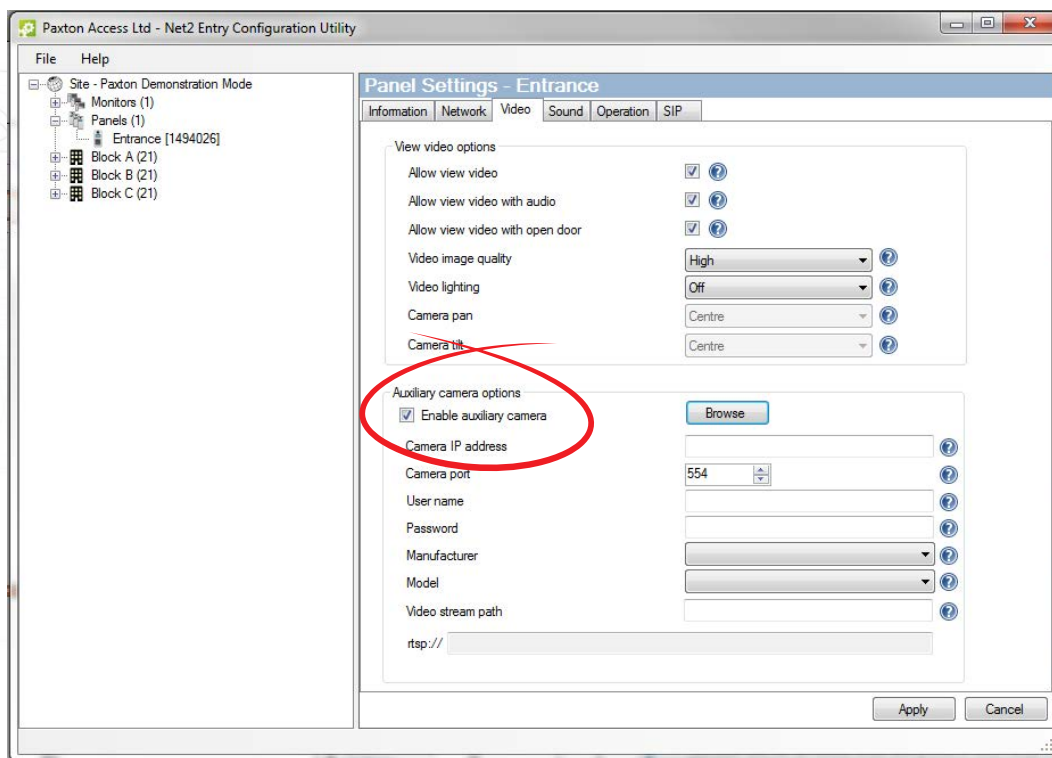 Paxton Access Ltd - Net2 Entry Configuration Utility
File Help
Site - Paxton Demonstration Mode
Monitors (1)
Panels (1)
Entrance [1494026]
Block A (21)
Block B (21)
Block C (21)
Panel Settings - Entrance
Information Network Video Sound Operation SIP
View video options
Allow view video
Allow view video with audio
Allow view video with open door
Video image quality High
Video lighting Off
Camera pan Centre
Camera tilt Centre
Auxiliary camera options
Enable auxiliary camera Browse
Camera IP address
Camera port 554
User name
Password
Manufacturer
Model
Video stream path
rtsp://
Apply Cancel